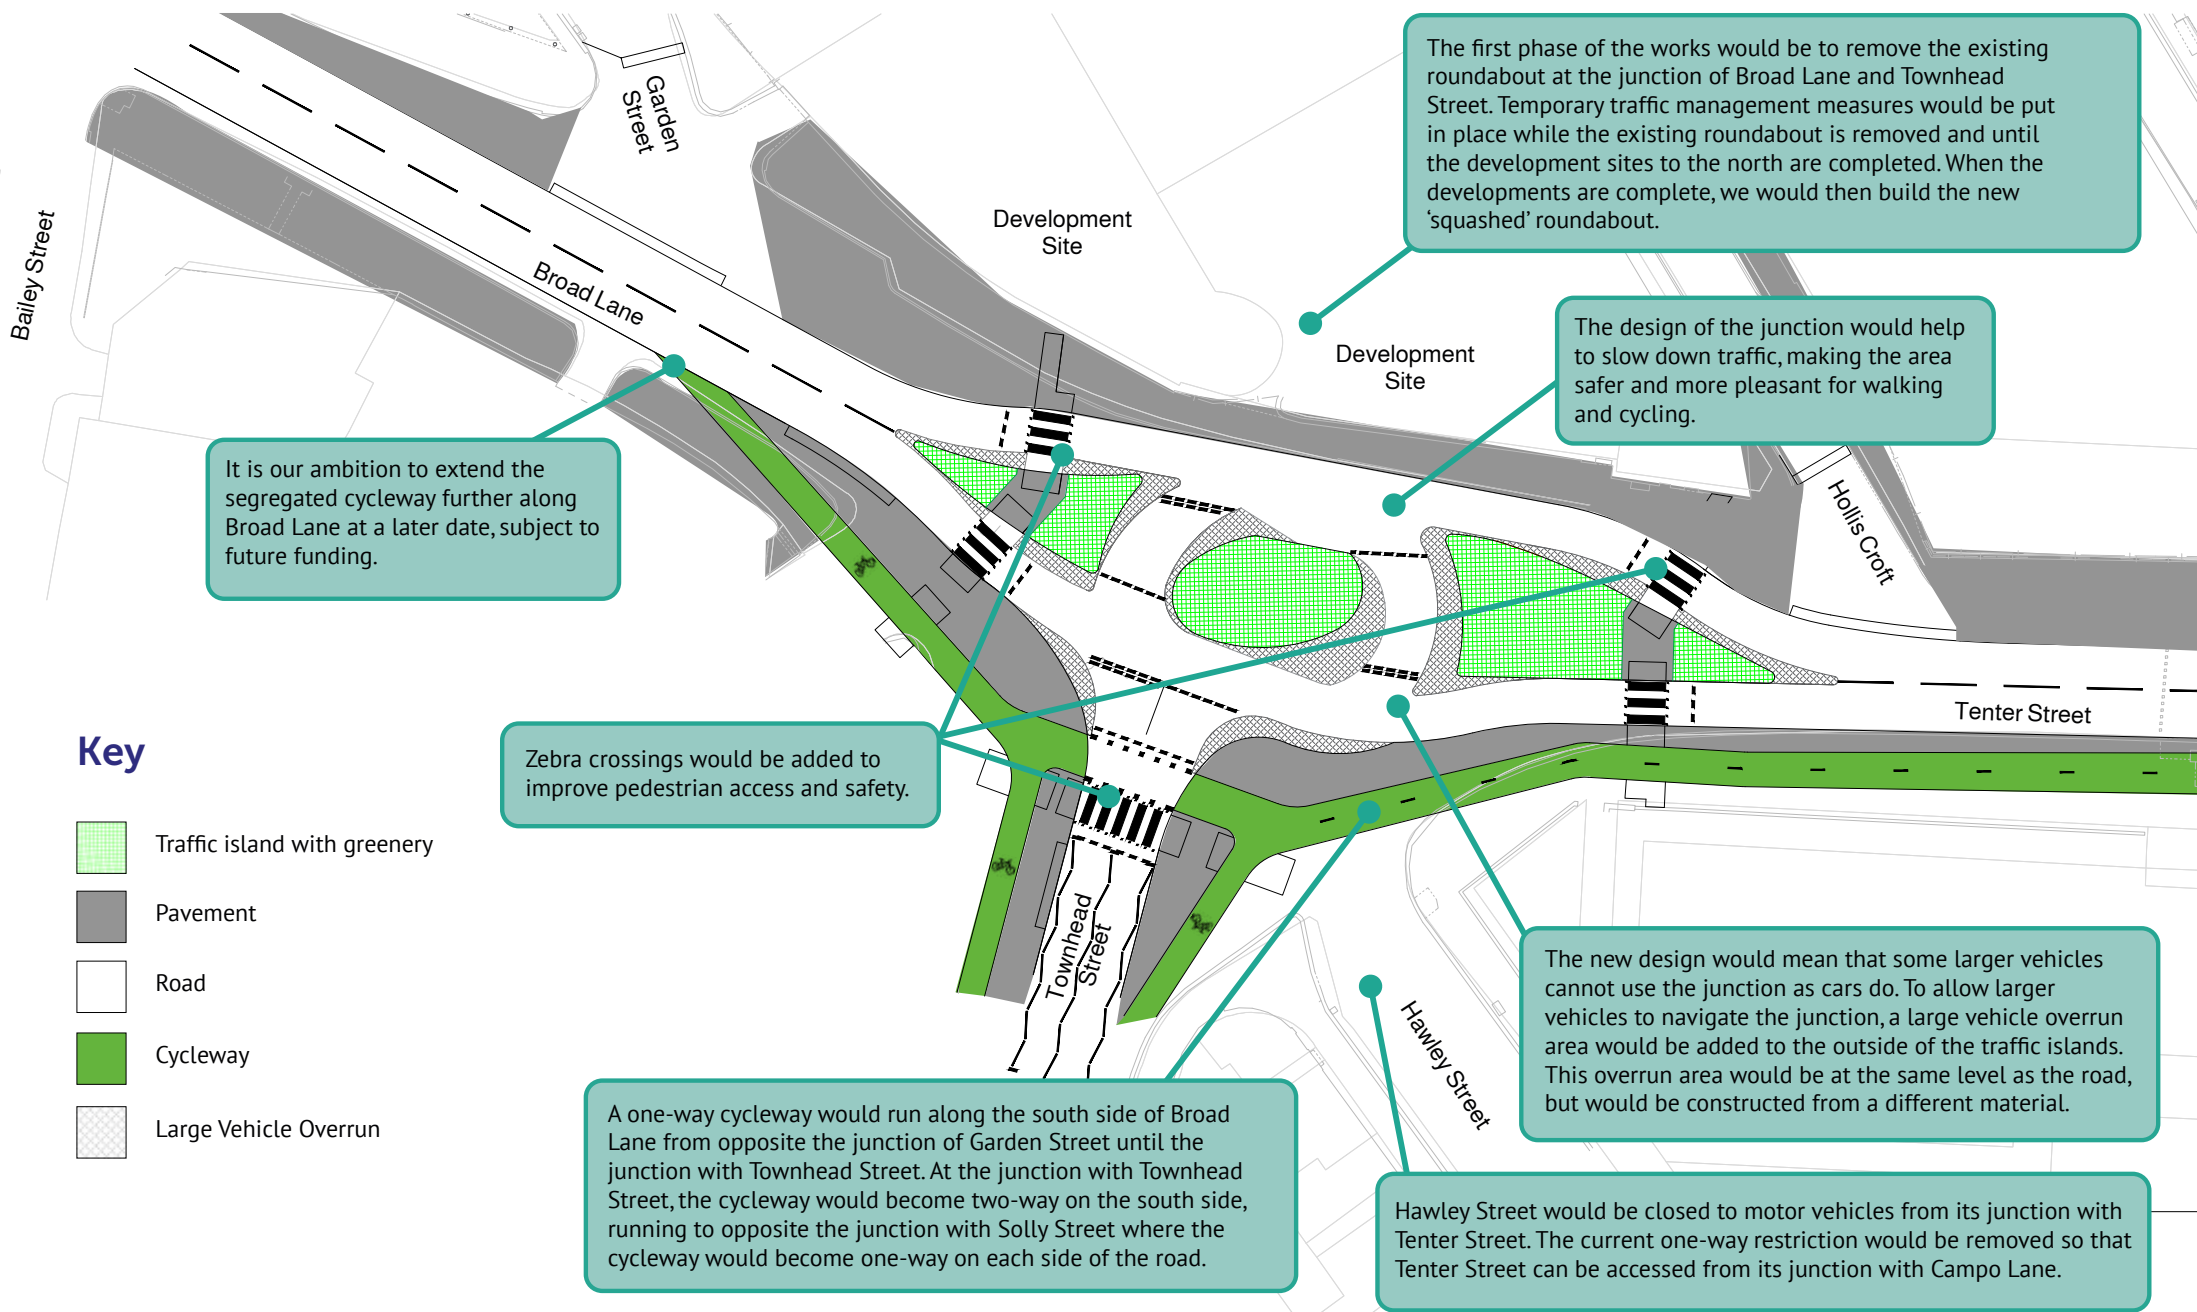 The first phase of the works would be to remove the existing
roundabout at the junction of Broad Lane and Townhead
Street. Temporary traffic management measures would be put
in place while the existing roundabout is removed and until
the development sites to the north are completed. When the
developments are complete, we would then build the new
‘squashed’ roundabout.
Garden
Street
Development
Site
Bailey Street
Broad Lane
The design of the junction would help
to slow down traffic, making the area
safer and more pleasant for walking
and cycling.
Development
Site
It is our ambition to extend the
segregated cycleway further along
Broad Lane at a later date, subject to
future funding.
Hollis Croft
Tenter Street
Zebra crossings would be added to
improve pedestrian access and safety.
Key
Traffic island with greenery
Pavement
Road
Cycleway
Large Vehicle Overrun
Townhead
Street
Hawley Street
The new design would mean that some larger vehicles
cannot use the junction as cars do. To allow larger
vehicles to navigate the junction, a large vehicle overrun
area would be added to the outside of the traffic islands.
This overrun area would be at the same level as the road,
but would be constructed from a different material.
A one-way cycleway would run along the south side of Broad
Lane from opposite the junction of Garden Street until the
junction with Townhead Street. At the junction with Townhead
Street, the cycleway would become two-way on the south side,
running to opposite the junction with Solly Street where the
cycleway would become one-way on each side of the road.
Hawley Street would be closed to motor vehicles from its junction with
Tenter Street. The current one-way restriction would be removed so that
Tenter Street can be accessed from its junction with Campo Lane.